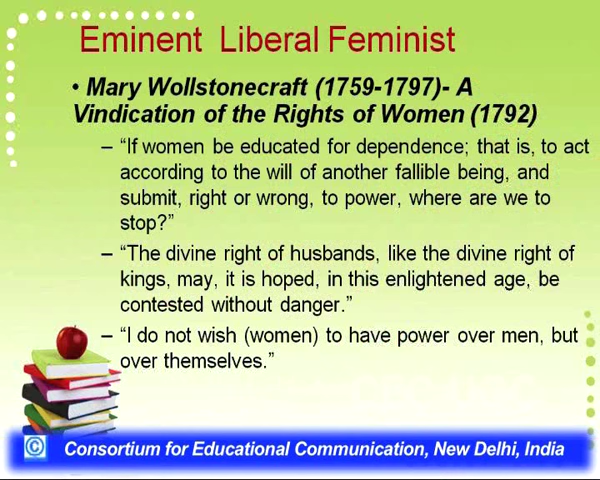 Eminent Liberal Feminist
• Mary Wollstonecraft (1759-1797)- A
Vindication of the Rights of Women (1792)
– “If women be educated for dependence; that is, to act
according to the will of another fallible being, and
submit, right or wrong, to power, where are we to
stop?”
– “The divine right of husbands, like the divine right of
kings, may, it is hoped, in this enlightened age, be
contested without danger.”
– “I do not wish (women) to have power over men, but
over themselves.”
© Consortium for Educational Communication, New Delhi, India